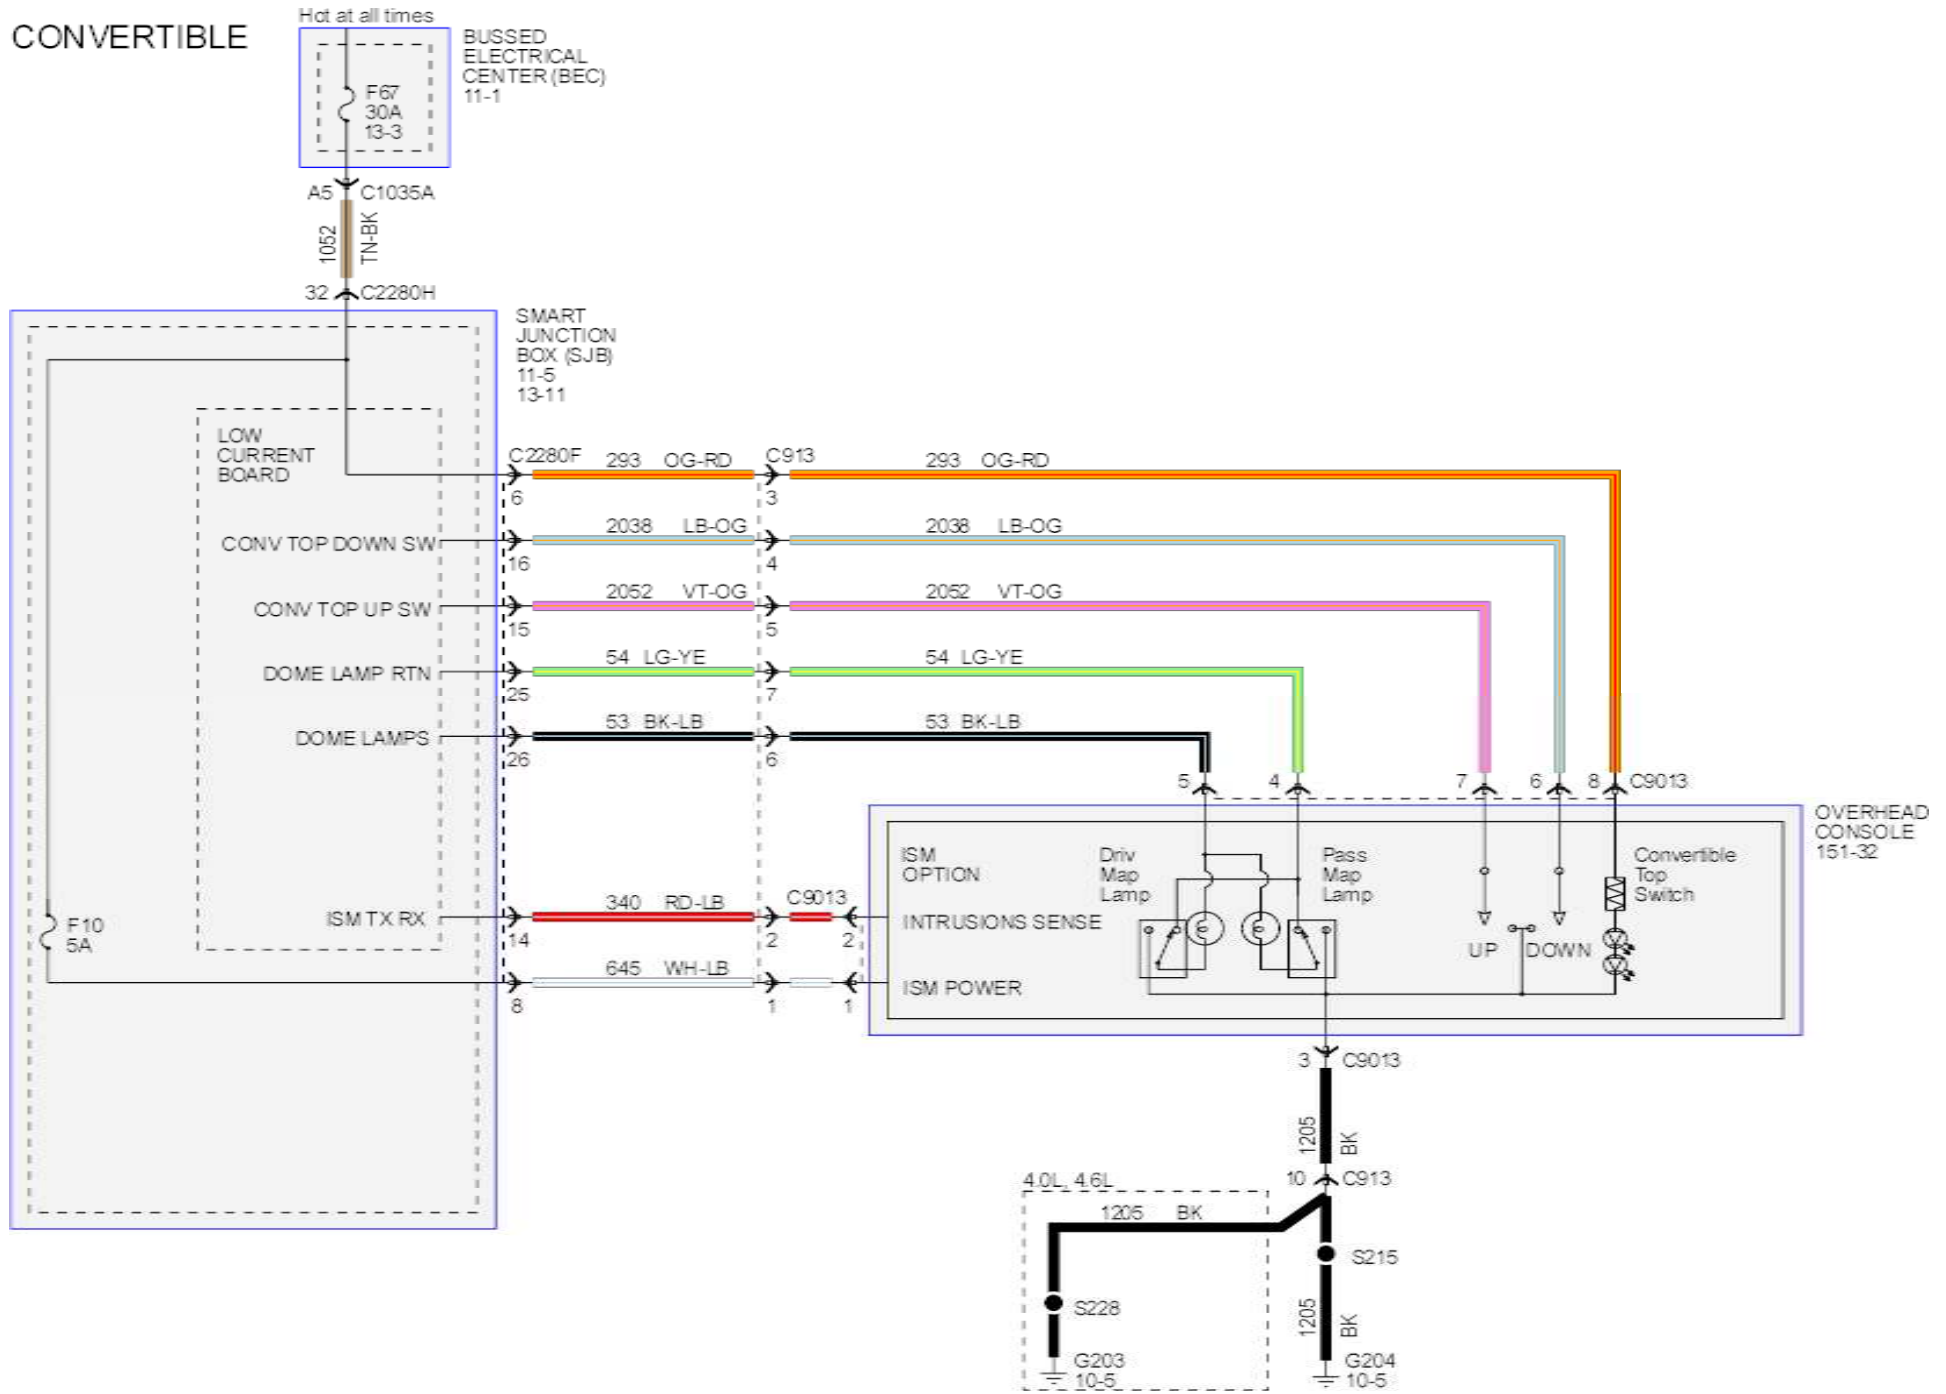 CONVERTIBLE
Hot at all times
BUSSED
ELECTRICAL
CENTER (BEC)
11-1
F67
30A
13-3
A5
C1035A
1052
TN-BK
32
C2280H
SMART
JUNCTION
BOX (SJB)
11-5
13-11
LOW
CURRENT
BOARD
C2280F
293 OG-RD
C913
293 OG-RD
6
3
CONV TOP DOWN SW
2038 LB-OG
2038 LB-OG
16
4
CONV TOP UP SW
2052 VT-OG
2052 VT-OG
15
5
DOME LAMP RTN
54 LG-YE
54 LG-YE
25
7
DOME LAMPS
53 BK-LB
53 BK-LB
26
6
5
4
7
6
8
C9013
OVERHEAD
CONSOLE
151-32
ISM
OPTION
Driv
Map
Lamp
Pass
Map
Lamp
Convertible
Top
Switch
F10
5A
ISM TX RX
340 RD-LB
C9013
INTRUSIONS SENSE
14
2
2
UP
DOWN
645 WH-LB
ISM POWER
8
1
1
3
C9013
1205
BK
10
C913
4.0L, 4.6L
1205 BK
S215
S228
1205
BK
G203
10-5
G204
10-5